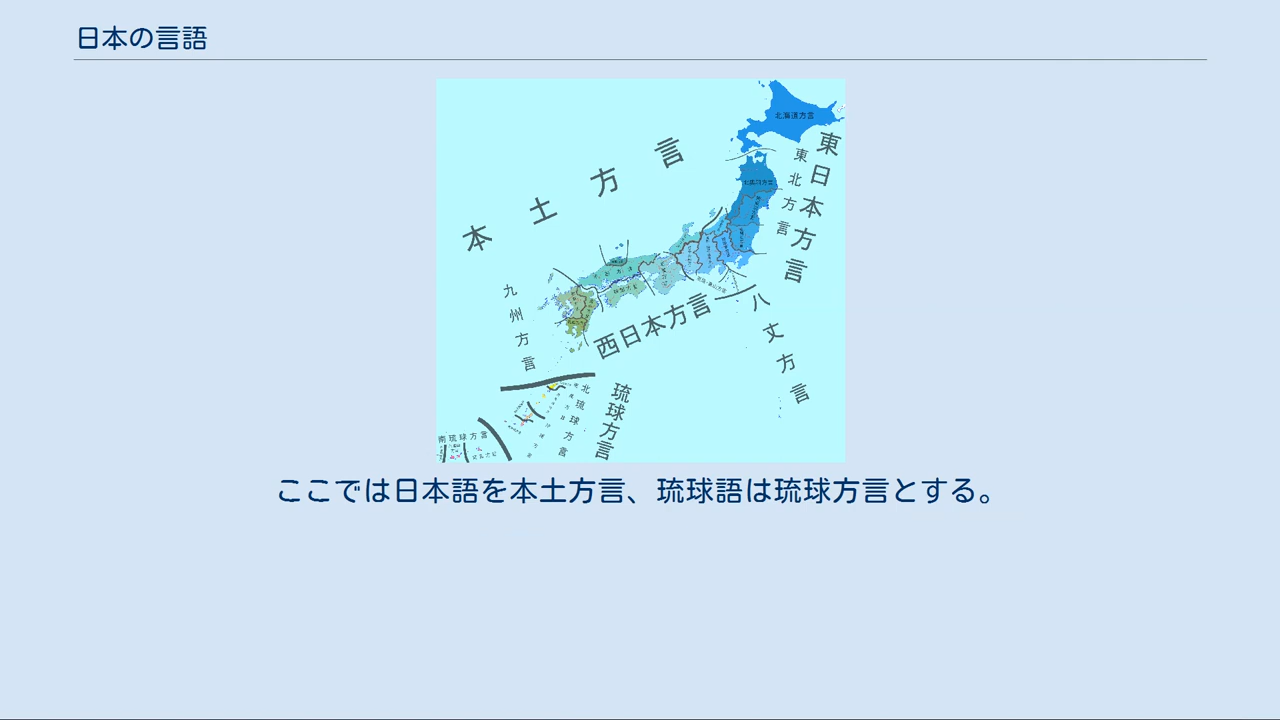 日本の言語
北海道方言
東日本方言
東北方言
本土方言
九州方言
西日本方言
八丈方言
琉球方言
北琉球方言
南琉球方言
ここでは日本語を本土方言、琉球語は琉球方言とする。